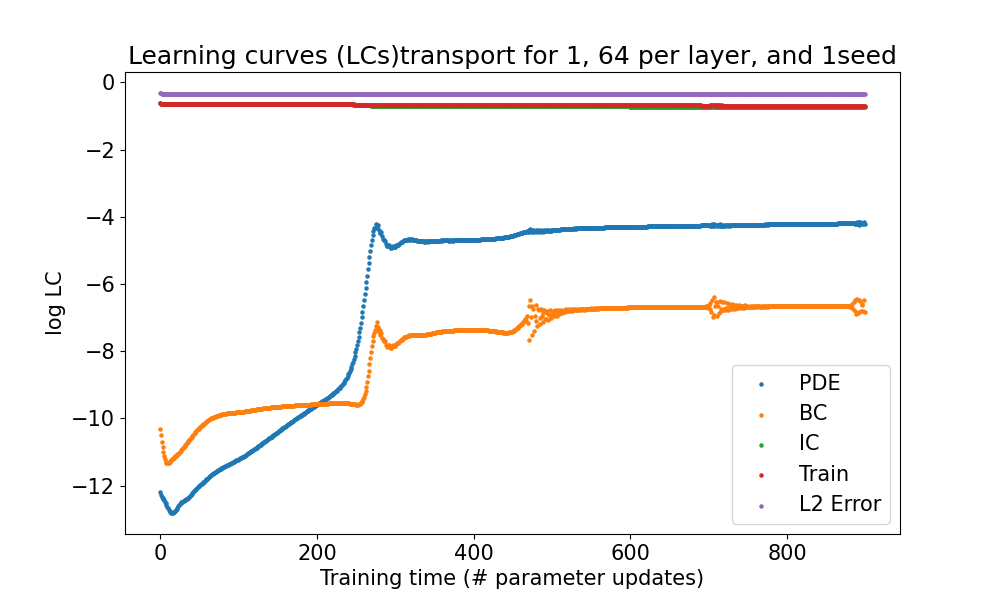 Learning curves (LCs)transport for 1, 64 per layer, and 1seed
0
−2
−4
−6
−8
−10
−12
log LC
PDE
BC
IC
Train
L2 Error
0
200
400
600
800
Training time (# parameter updates)